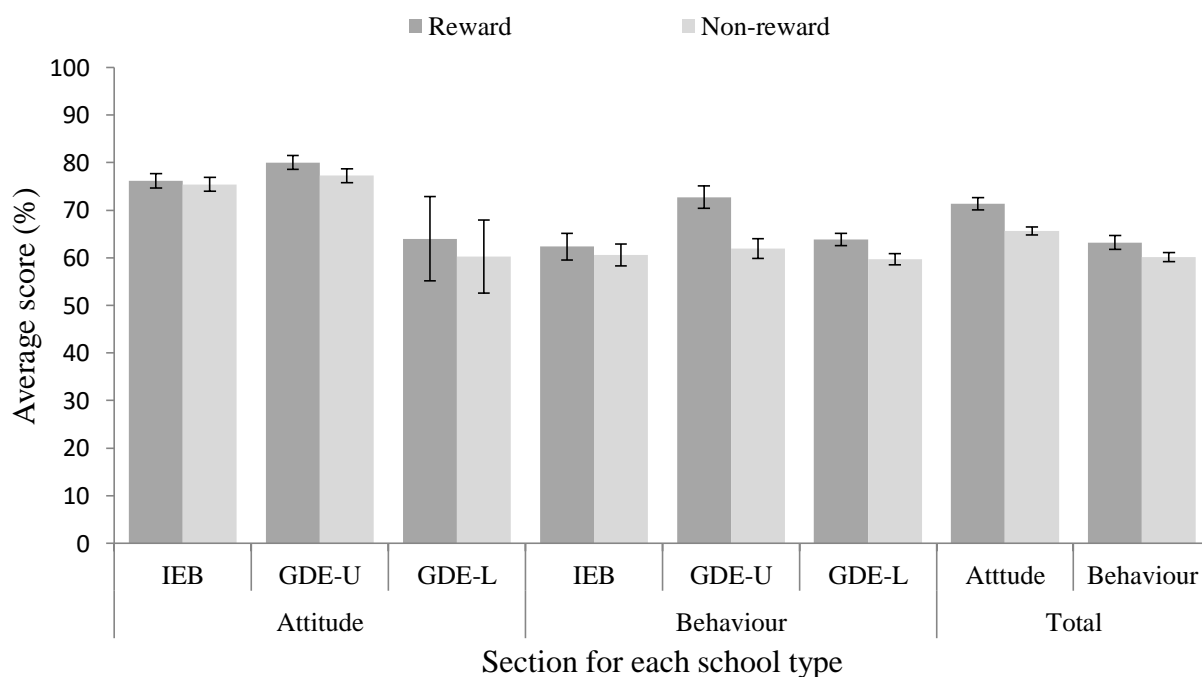 Reward Non-reward
100
90
80
70
60
50
40
30
20
10
0
Average score (%)
IEB GDE-U GDE-L IEB GDE-U GDE-L Atttude Behaviour
Attitude Behaviour Total
Section for each school type